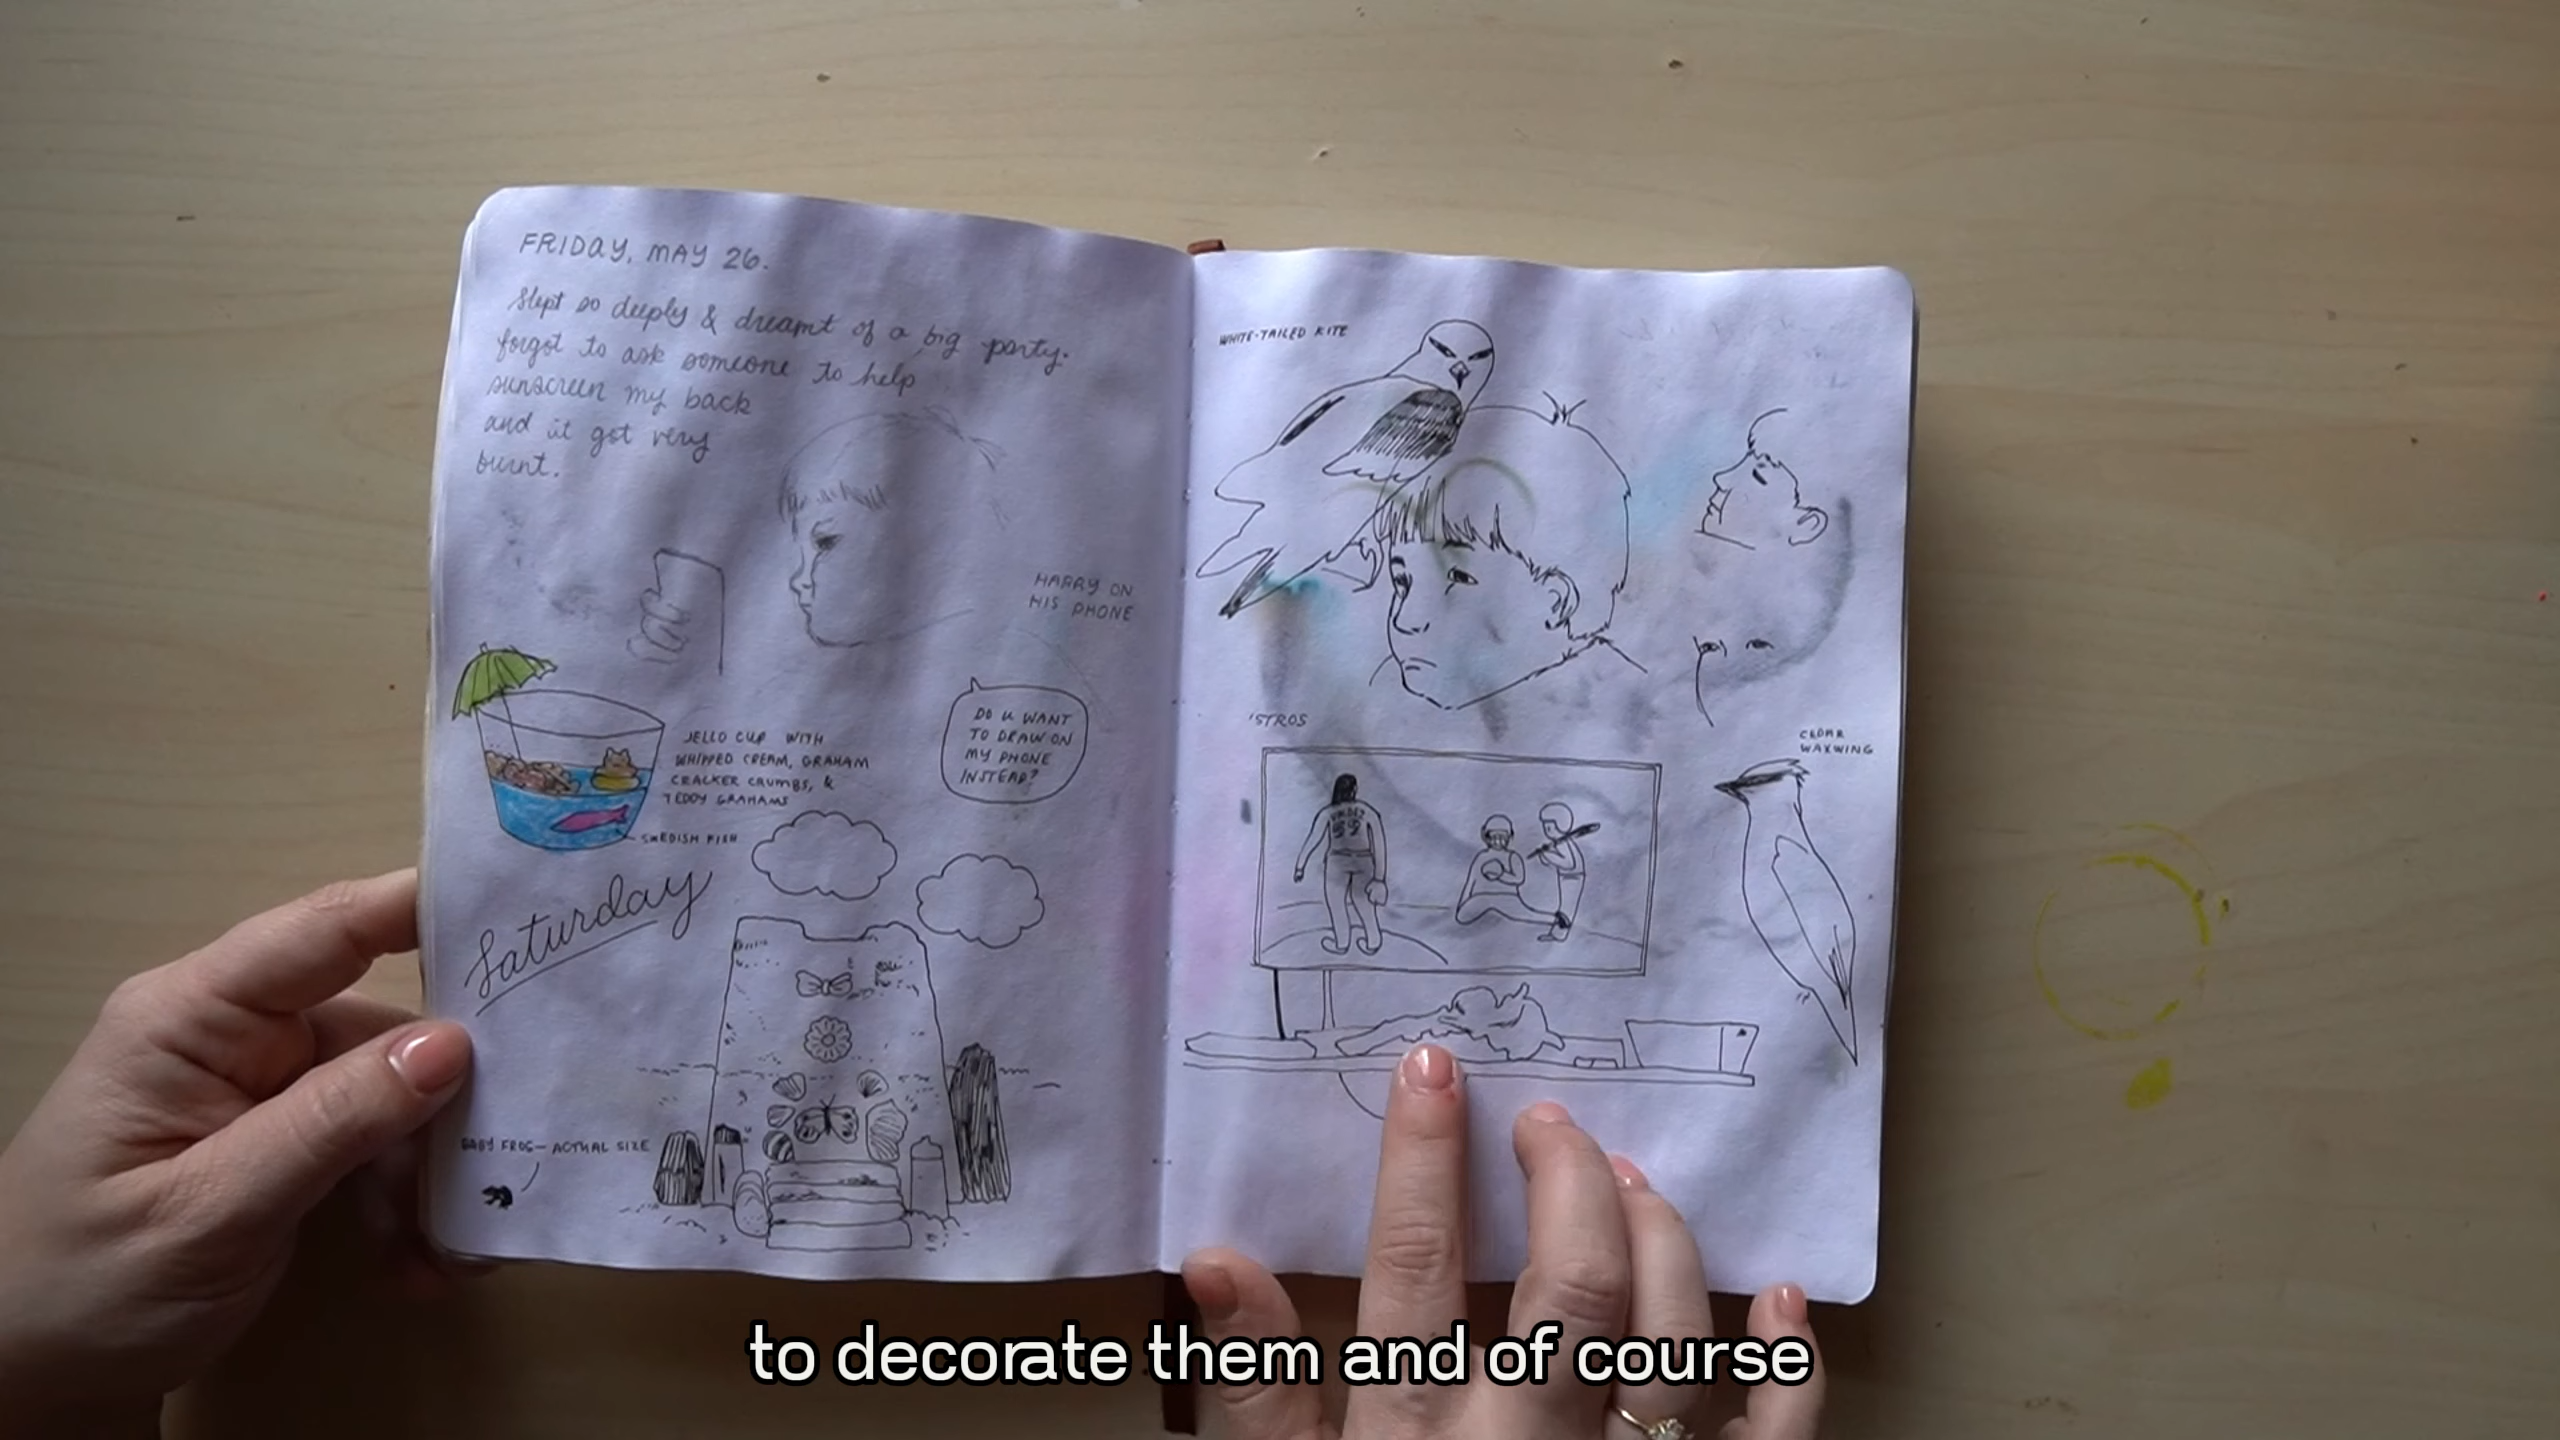 FRIDAY, MAY 26.
Slept so deeply & dreamt of a big party.
forgot to ask someone to help
sunscreen my back
and it got very
burnt.
HARRY ON
HIS PHONE
DO U WANT
TO DRAW ON
MY PHONE
INSTEAD?
JELLO CUP WITH
WHIPPED CREAM, GRAHAM
CRACKER CRUMBS, &
TEDDY GRAHAMS
SWEDISH FISH
Saturday
BABY FROG— ACTUAL SIZE
WHITE-TAILED KITE
'STROS
VALDEZ
59
CEDAR
WAXWING
to decorate them and of course